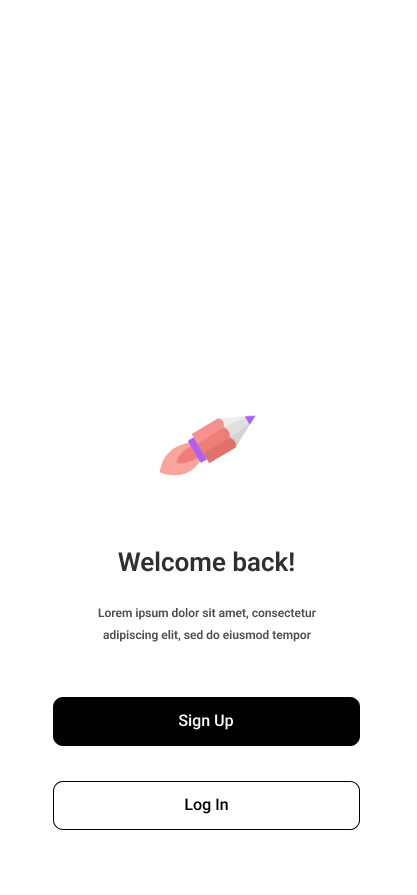 Welcome back!
Lorem ipsum dolor sit amet, consectetur
adipiscing elit, sed do eiusmod tempor
Sign Up
Log In